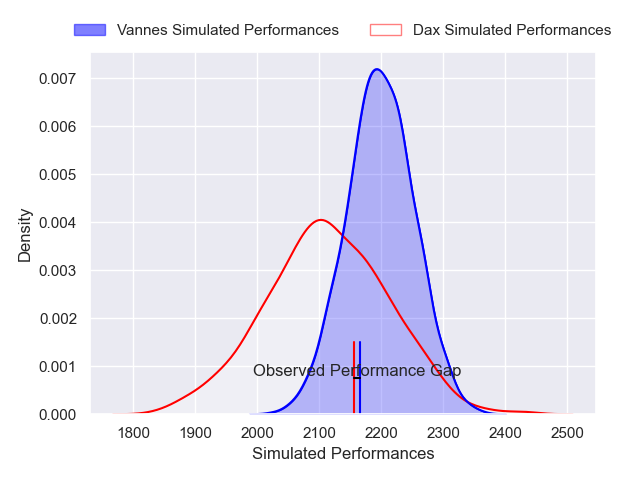 Vannes Simulated Performances Dax Simulated Performances
0.007
0.006
0.005
0.004
0.003
0.002
0.001
0.000
Density
Observed Performance Gap
1800 1900 2000 2100 2200 2300 2400 2500
Simulated Performances